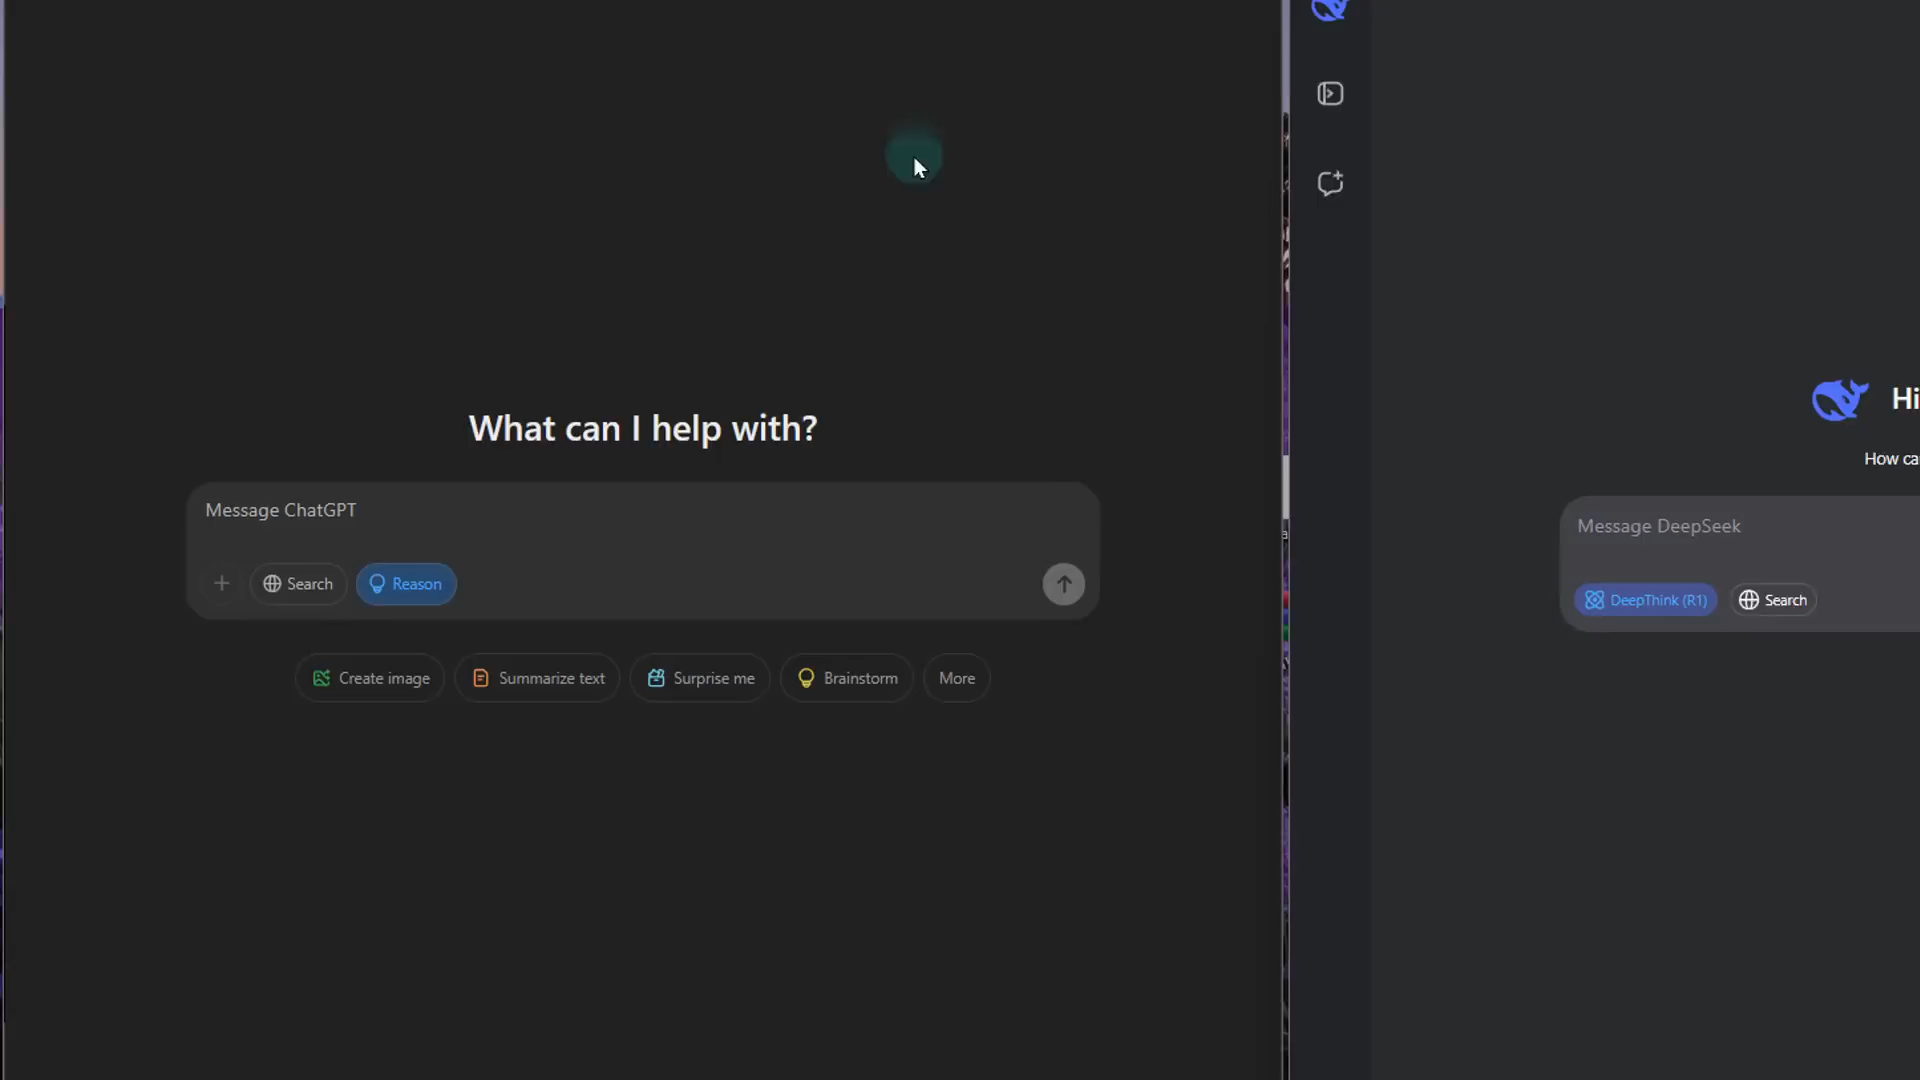 What can I help with?
Message ChatGPT
Search
Reason
Create image
Summarize text
Surprise me
Brainstorm
More
Hi
How ca
Message DeepSeek
DeepThink (R1)
Search